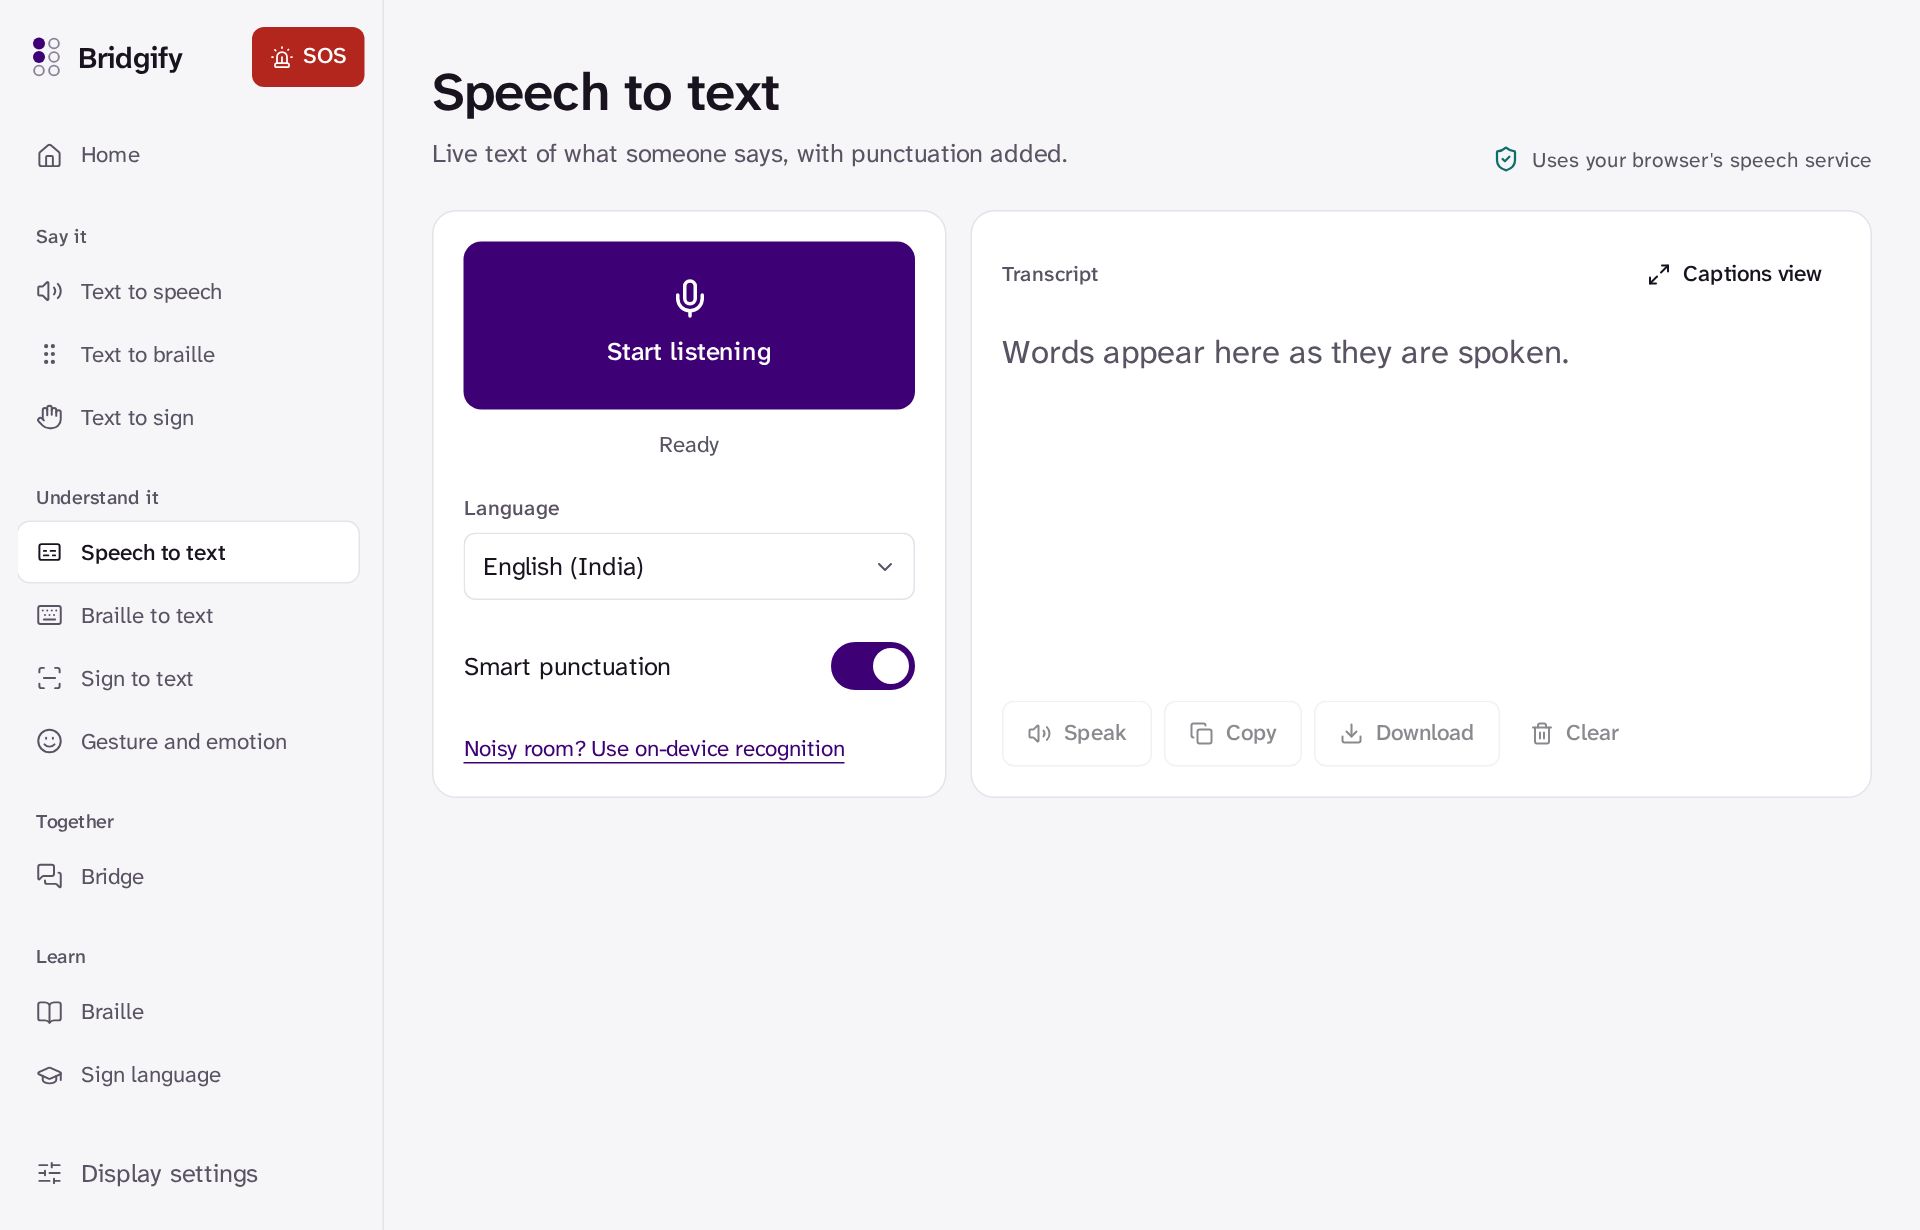 Bridgify
SOS
Home
Say it
Text to speech
Text to braille
Text to sign
Understand it
Speech to text
Braille to text
Sign to text
Gesture and emotion
Together
Bridge
Learn
Braille
Sign language
Display settings
Speech to text
Live text of what someone says, with punctuation added.
Uses your browser's speech service
Start listening
Ready
Language
English (India)
Smart punctuation
Noisy room? Use on-device recognition
Transcript
Captions view
Words appear here as they are spoken.
Speak
Copy
Download
Clear